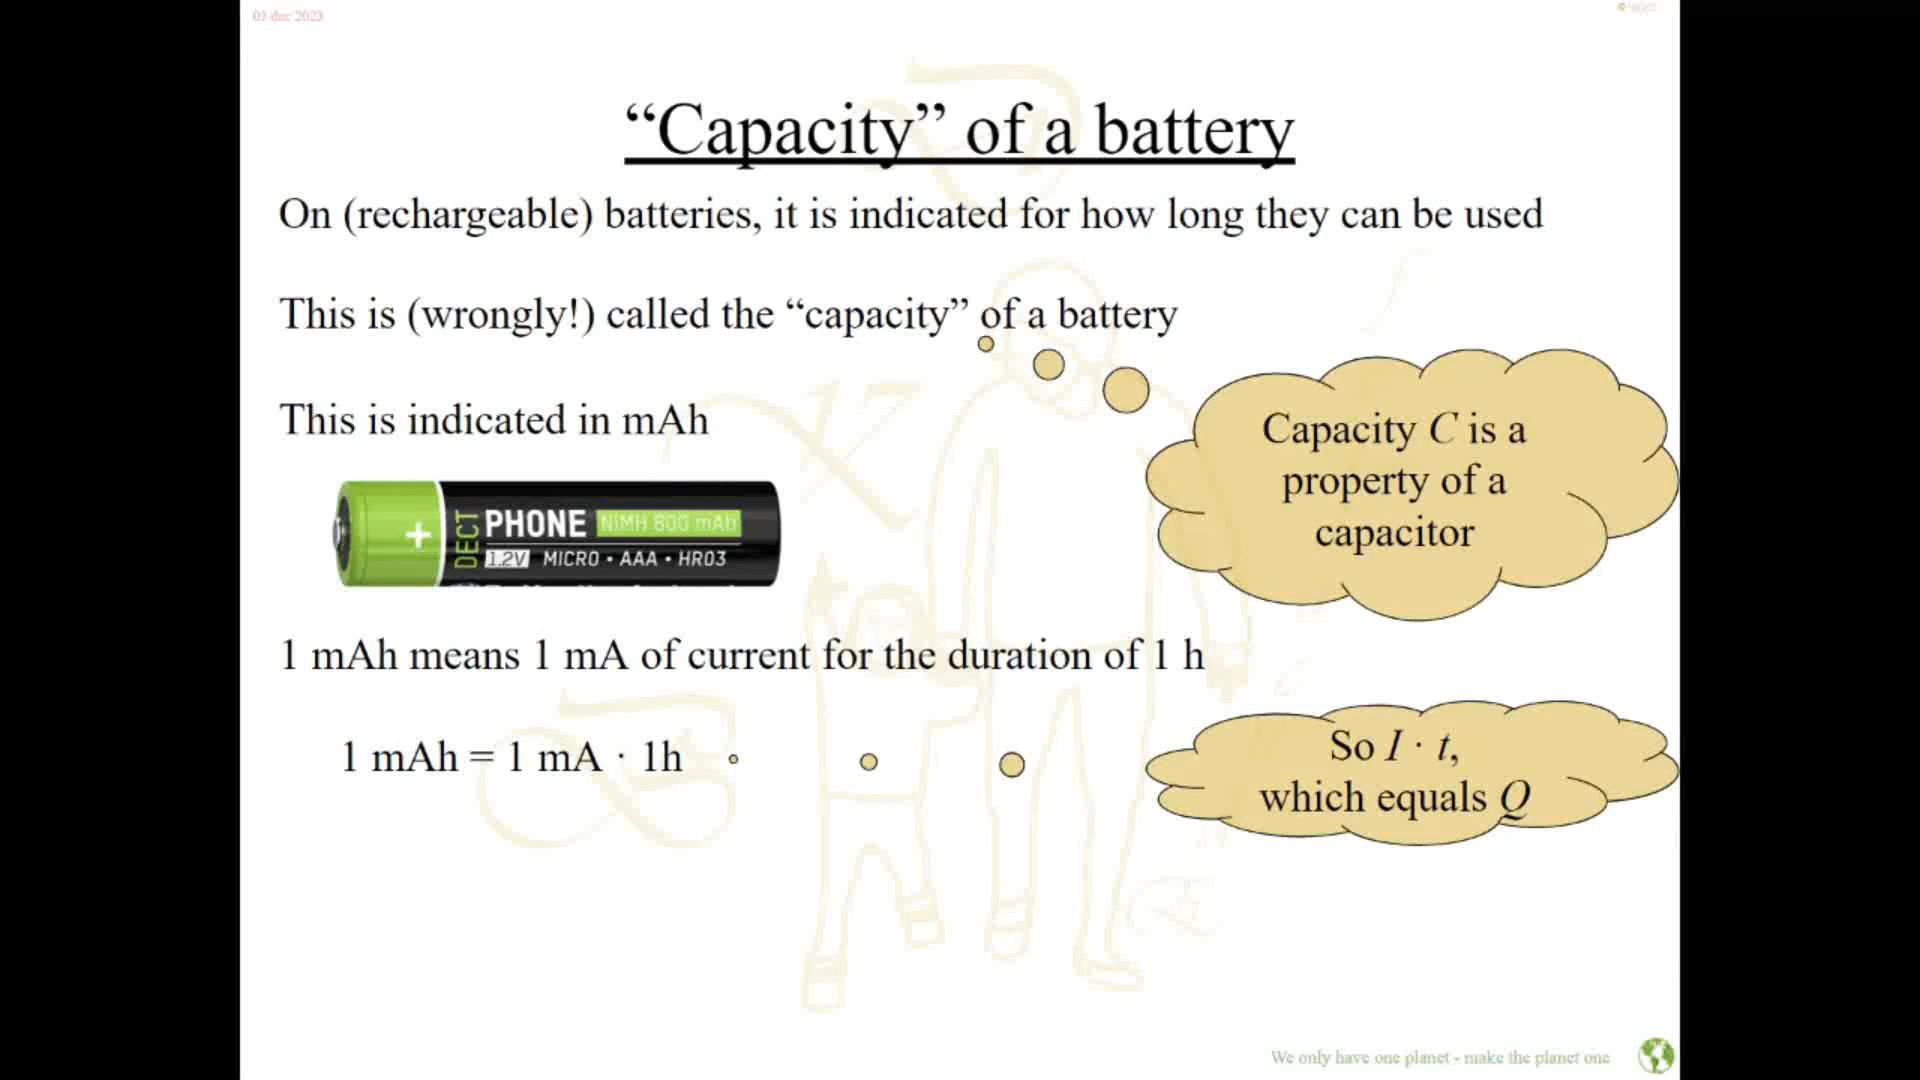 03 dec 2023
“Capacity” of a battery
On (rechargeable) batteries, it is indicated for how long they can be used
This is (wrongly!) called the “capacity” of a battery
Capacity C is a
property of a
capacitor
This is indicated in mAh
DECT
PHONE NiMH 800 mAh
1.2V MICRO • AAA • HR03
1 mAh means 1 mA of current for the duration of 1 h
1 mAh = 1 mA · 1h
So I · t,
which equals Q
We only have one planet - make the planet one